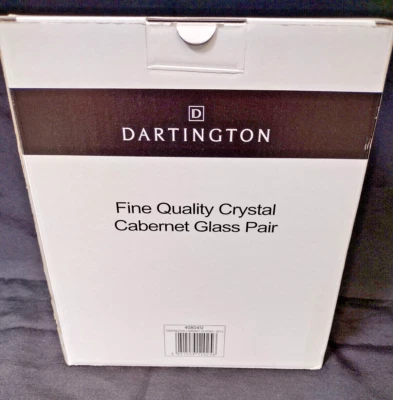 D
DARTINGTON
Fine Quality Crystal
Cabernet Glass Pair